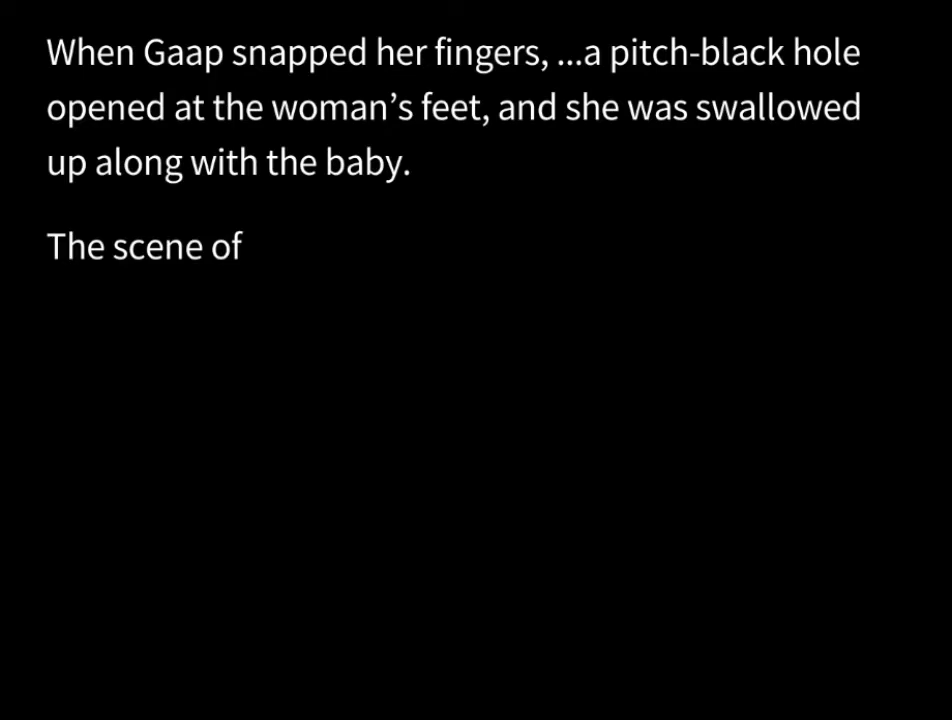 When Gaap snapped her fingers, ...a pitch-black hole
opened at the woman’s feet, and she was swallowed
up along with the baby.
The scene of